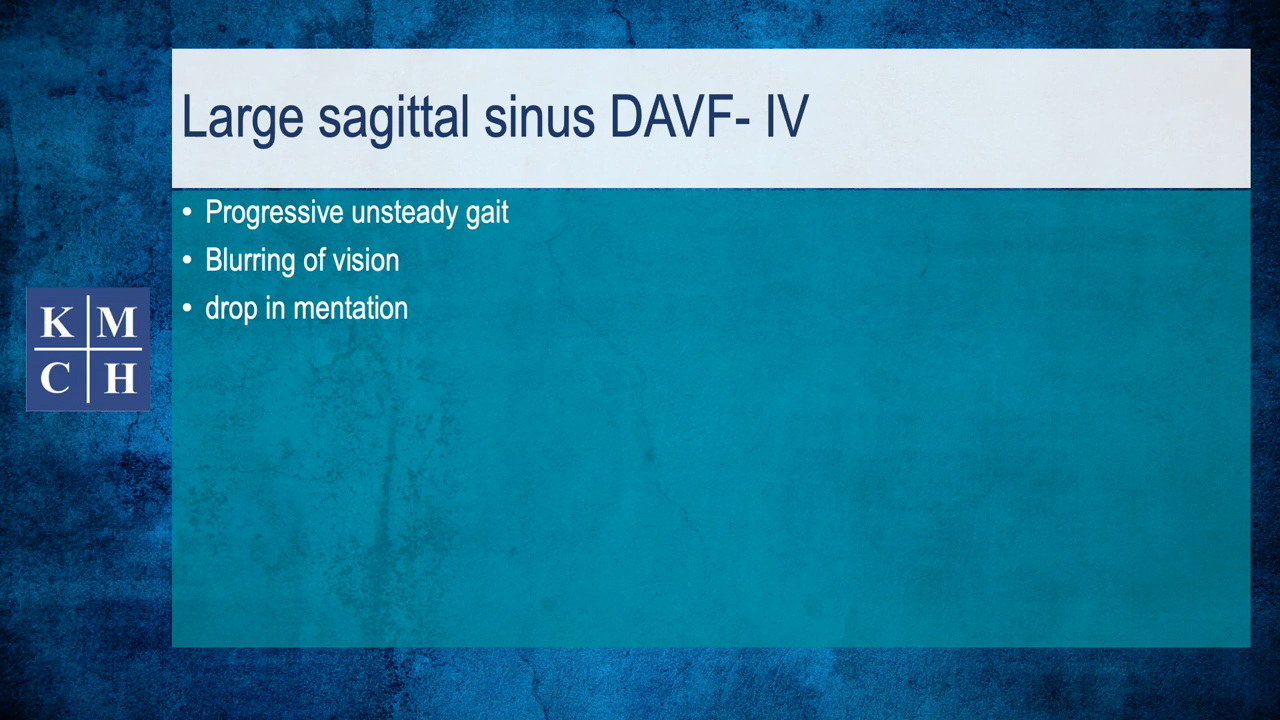 Large sagittal sinus DAVF- IV
• Progressive unsteady gait
• Blurring of vision
• drop in mentation
K M
C H